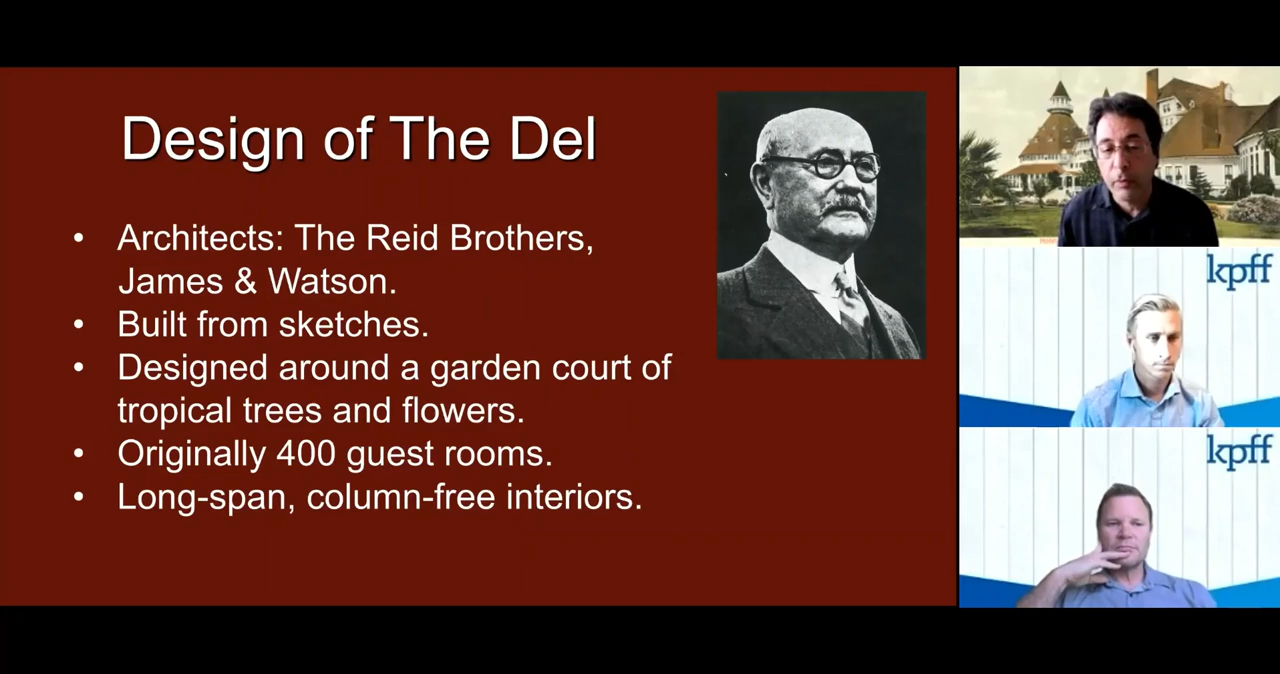 Design of The Del
• Architects: The Reid Brothers,
James & Watson.
• Built from sketches.
• Designed around a garden court of
tropical trees and flowers.
• Originally 400 guest rooms.
• Long-span, column-free interiors.
kpff
kpff